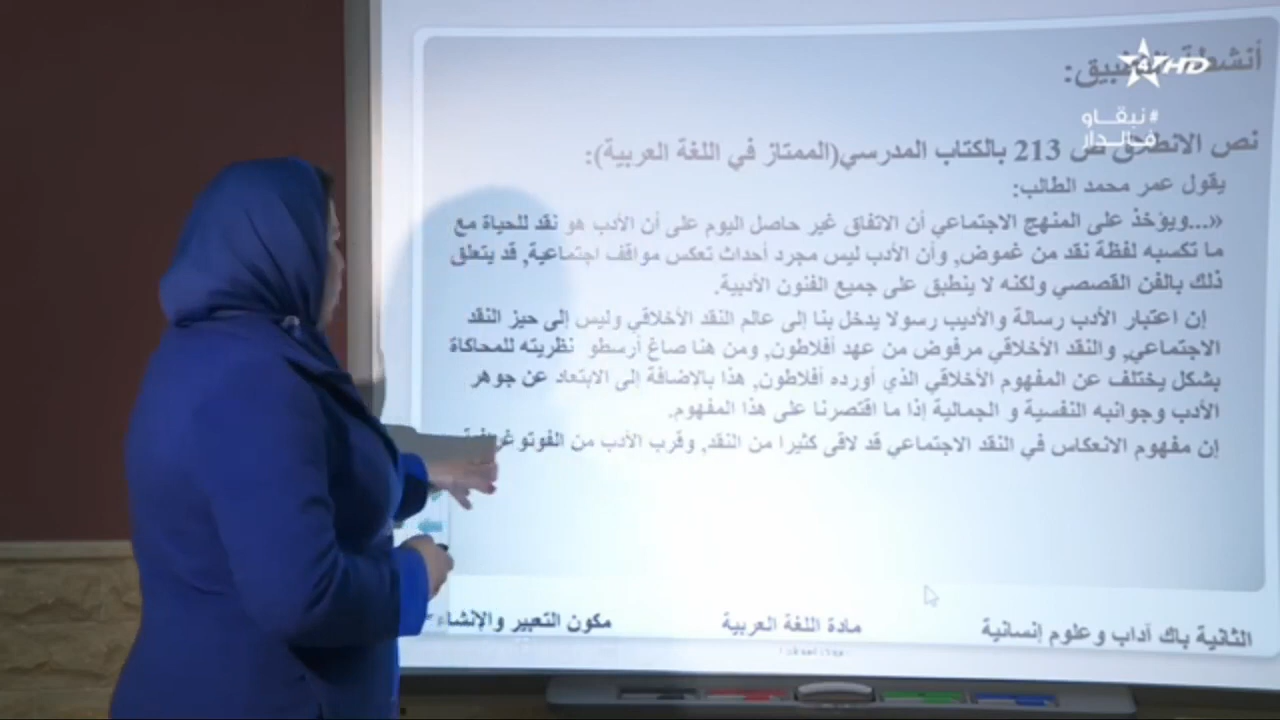 أنشطة التطبيق:
4 HD
#نبقاو
فالدار
نص الانطلاق ص 213 بالكتاب المدرسي(الممتاز في اللغة العربية):
يقول عمر محمد الطالب:
«...ويؤخذ على المنهج الاجتماعي أن الاتفاق غير حاصل اليوم على أن الأدب هو نقد للحياة مع
ما تكسبه لفظة نقد من غموض, وأن الأدب ليس مجرد أحداث تعكس مواقف اجتماعية, قد يتعلق
ذلك بالفن القصصي ولكنه لا ينطبق على جميع الفنون الأدبية.
إن اعتبار الأدب رسالة والأديب رسولا يدخل بنا إلى عالم النقد الأخلاقي وليس إلى حيز النقد
الاجتماعي, والنقد الأخلاقي مرفوض من عهد أفلاطون, ومن هنا صاغ أرسطو نظريته للمحاكاة
بشكل يختلف عن المفهوم الأخلاقي الذي أورده أفلاطون, هذا بالإضافة إلى الابتعاد عن جوهر
الأدب وجوانبه النفسية و الجمالية إذا ما اقتصرنا على هذا المفهوم.
إن مفهوم الانعكاس في النقد الاجتماعي قد لاقى كثيرا من النقد, وقرب الأدب من
الثانية باك آداب وعلوم إنسانية
مادة اللغة العربية
مكون التعبير والإنشاء